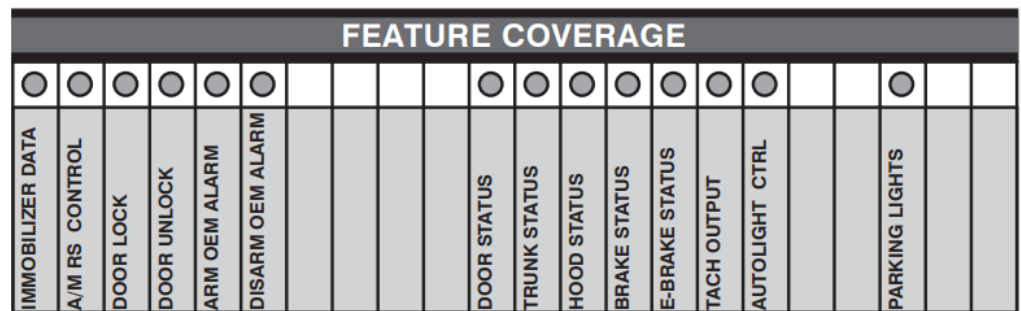 FEATURE COVERAGE
IMMOBILIZER DATA
A/M RS CONTROL
DOOR LOCK
DOOR UNLOCK
ARM OEM ALARM
DISARM OEM ALARM
DOOR STATUS
TRUNK STATUS
HOOD STATUS
BRAKE STATUS
E-BRAKE STATUS
TACH OUTPUT
AUTOLIGHT CTRL
PARKING LIGHTS